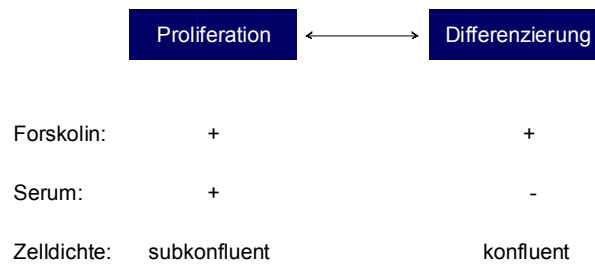 Proliferation Differenzierung
Forskolin: + +
Serum: + -
Zelldichte: subkonfluent konfluent